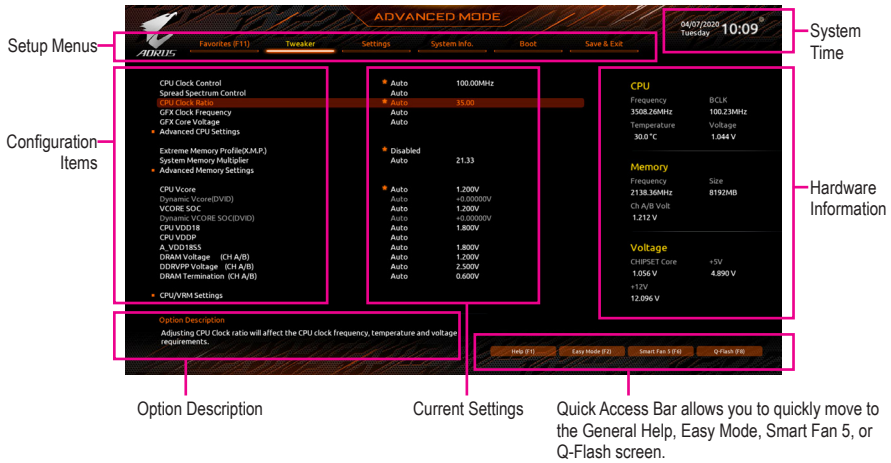 ADVANCED MODE
04/07/2020 10:09
Tuesday
System
Time
Setup Menus
AORUS
Favorites (F11) Tweaker Settings System Info. Boot Save & Exit
Configuration
Items
CPU Clock Control Auto 100.00MHz
Spread Spectrum Control Auto
CPU Clock Ratio Auto 35.00
GFX Clock Frequency Auto
GFX Core Voltage Auto
Advanced CPU Settings
Extreme Memory Profile(X.M.P.) Disabled
System Memory Multiplier Auto 21.33
Advanced Memory Settings
CPU Vcore Auto 1.200V
Dynamic Vcore(DVID) Auto +0.00000V
VCORE SOC Auto 1.200V
Dynamic VCORE SOC(DVID) Auto +0.00000V
CPU VDD18 Auto 1.800V
CPU VDDP Auto
A_VDD18S5 Auto 1.800V
DRAM Voltage (CH A/B) Auto 1.200V
DDRVPP Voltage (CH A/B) Auto 2.500V
DRAM Termination (CH A/B) Auto 0.600V
CPU/VRM Settings
CPU
Frequency BCLK
3508.26MHz 100.23MHz
Temperature Voltage
30.0 °C 1.044 V
Memory
Frequency Size
2138.36MHz 8192MB
Ch A/B Volt
1.212 V
Voltage
CHIPSET Core +5V
1.056 V 4.890 V
+12V
12.096 V
Hardware
Information
Option Description
Adjusting CPU Clock ratio will affect the CPU clock frequency, temperature and voltage
requirements.
Help (F1) Easy Mode (F2) Smart Fan 5 (F6) Q-Flash (F8)
Option Description
Current Settings
Quick Access Bar allows you to quickly move to
the General Help, Easy Mode, Smart Fan 5, or
Q-Flash screen.